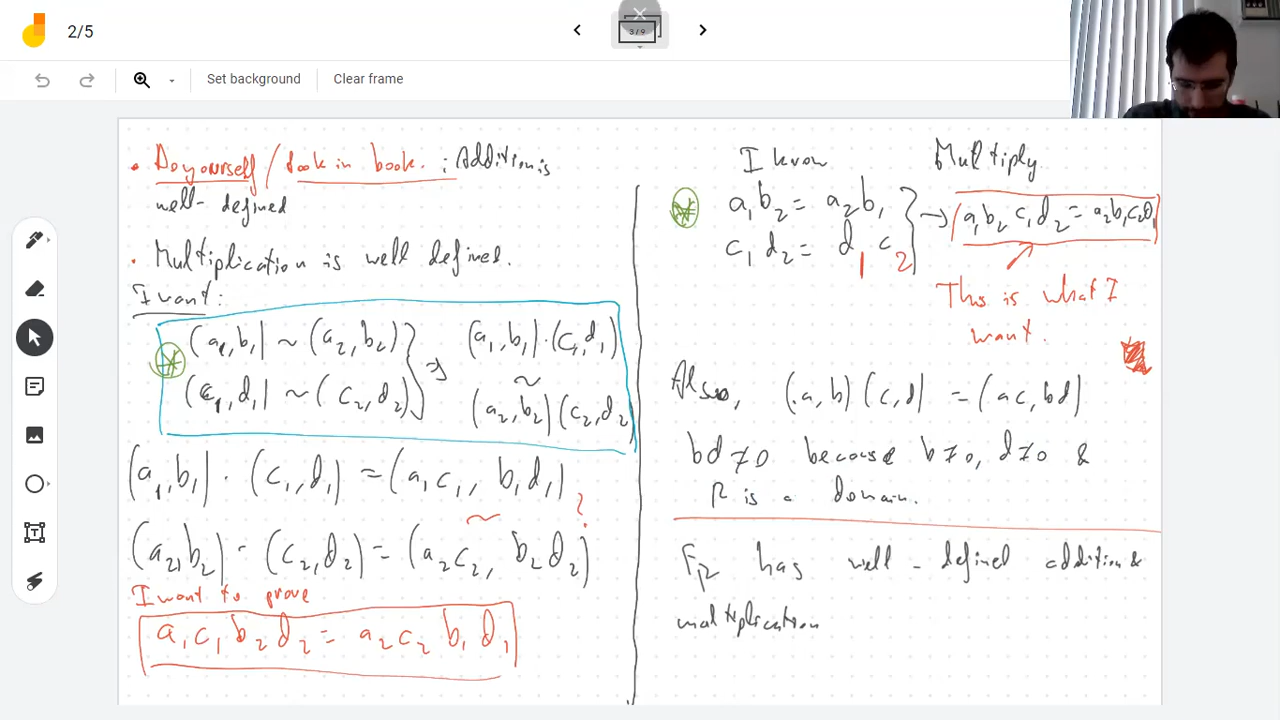 2/5
3 / 9
Set background
Clear frame
• Do yourself / look in book. : Addition is
well-defined
• Multiplication is well defined.
I want:
(a₁,b₁) ~ (a₂,b₂) } ⇒ (a₁,b₁)·(c₁,d₁)
(c₁,d₁) ~ (c₂,d₂) ~ (a₂,b₂)(c₂,d₂)
(a₁,b₁) · (c₁,d₁) = (a₁c₁, b₁d₁)
~ ?
(a₂,b₂) · (c₂,d₂) = (a₂c₂, b₂d₂)
I want to prove
a₁c₁b₂d₂ = a₂c₂b₁d₁
I know Multiply
a₁b₂ = a₂b₁ } → a₁b₂c₁d₂ = a₂b₁c₂d₁
c₁d₂ = d₁c₂
This is what I
want.
Also, (a,b)(c,d) = (ac,bd)
bd≠0 because b≠0, d≠0 &
R is a domain.
F_R has well-defined addition &
multiplication